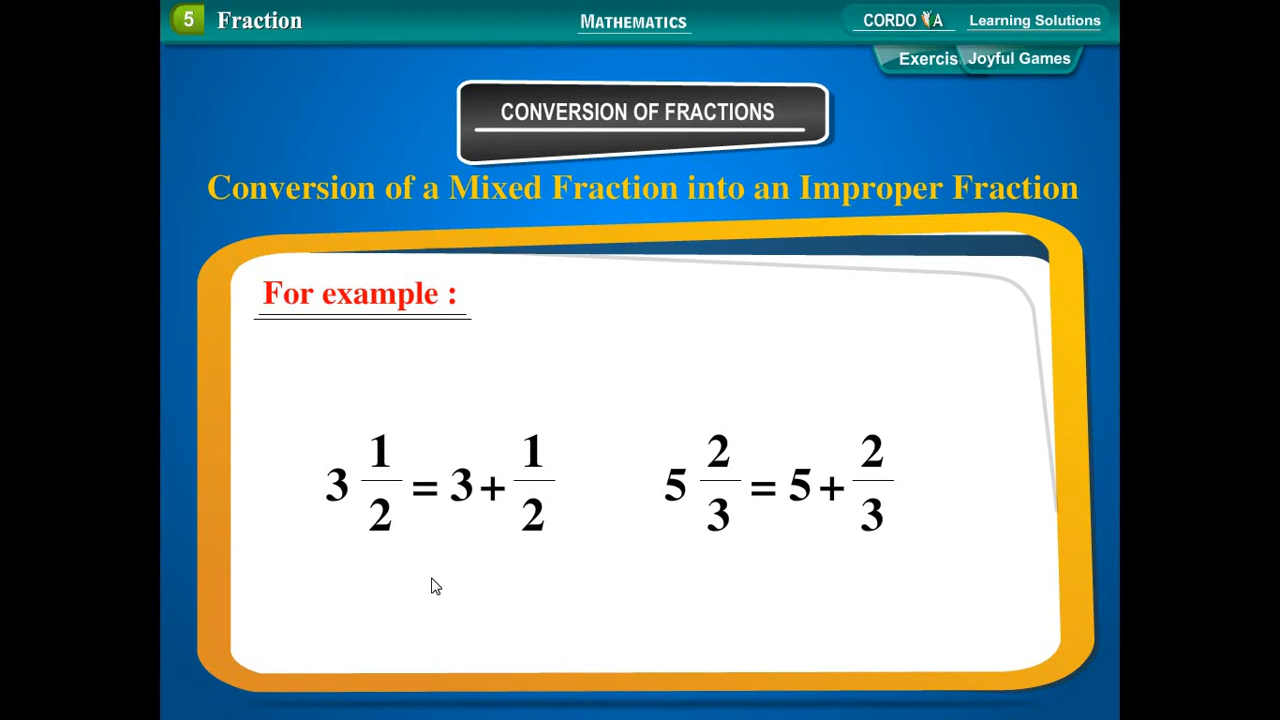 5 Fraction
MATHEMATICS
CORDO A Learning Solutions
Exercis Joyful Games
CONVERSION OF FRACTIONS
Conversion of a Mixed Fraction into an Improper Fraction
For example :
3 1/2 = 3 + 1/2
5 2/3 = 5 + 2/3